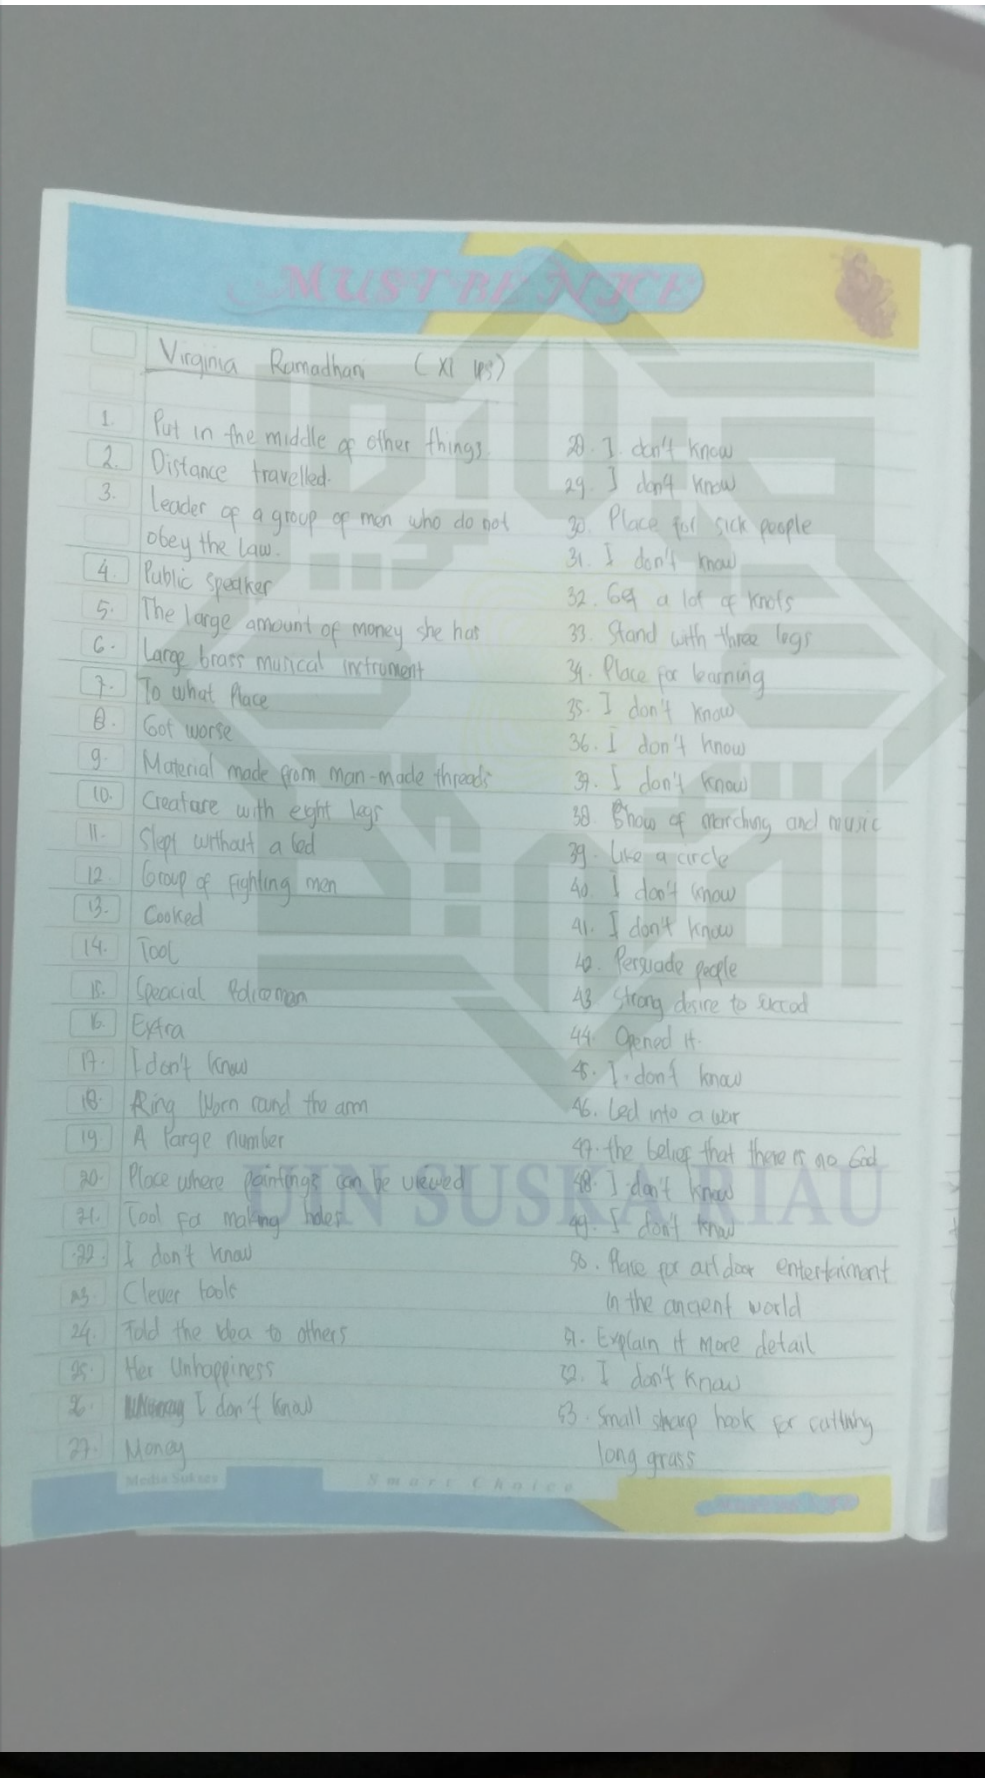 MUST BE NICE
Virginia Ramadhani (XI IPS)
1. Put in the middle of other things.
2. Distance travelled.
3. Leader of a group of men who do not
obey the law.
4. Public speaker
5. The large amount of money she has
6. Large brass musical instrument
7. To what Place
8. Got worse
9. Material made from man-made threads
10. Creature with eight legs
11. Slept without a bed
12. Group of fighting men
13. Cooked
14. Tool
15. Speacial Policeman
16. Extra
17. I don't know
18. Ring Worn round the arm
19. A large number
20. Place where paintings can be viewed
21. Tool for making holes
22. I don't know
23. Clever tools
24. Told the idea to others
25. Her Unhappiness
26. I don't know
27. Money
28. I don't know
29. I don't know
30. Place for sick people
31. I don't know
32. Get a lot of knots
33. Stand with three legs
34. Place for learning
35. I don't know
36. I don't know
37. I don't know
38. Show of marching and music
39. Like a circle
40. I don't know
41. I don't know
42. Persuade people
43. Strong desire to succed
44. Opened it.
45. I don't know
46. Led into a war
47. the belief that there is no God
48. I don't know
49. I don't know
50. Place for outdoor entertainment
in the ancient world
51. Explain it more detail
52. I don't know
53. Small sharp hook for cutting
long grass
UIN SUSKA RIAU
Media Sukses
Smart Choice